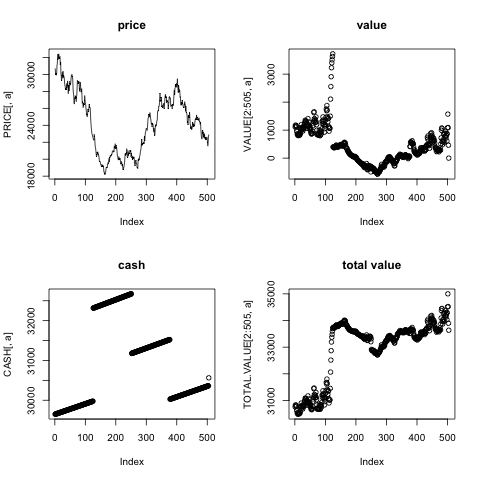 price
PRICE[, a]
18000 24000 30000
0 100 200 300 400 500
Index
value
VALUE[2:505, a]
0 1000 3000
0 100 200 300 400 500
Index
cash
CASH[, a]
30000 31000 32000
0 100 200 300 400 500
Index
total value
TOTAL.VALUE[2:505, a]
31000 33000 35000
0 100 200 300 400 500
Index